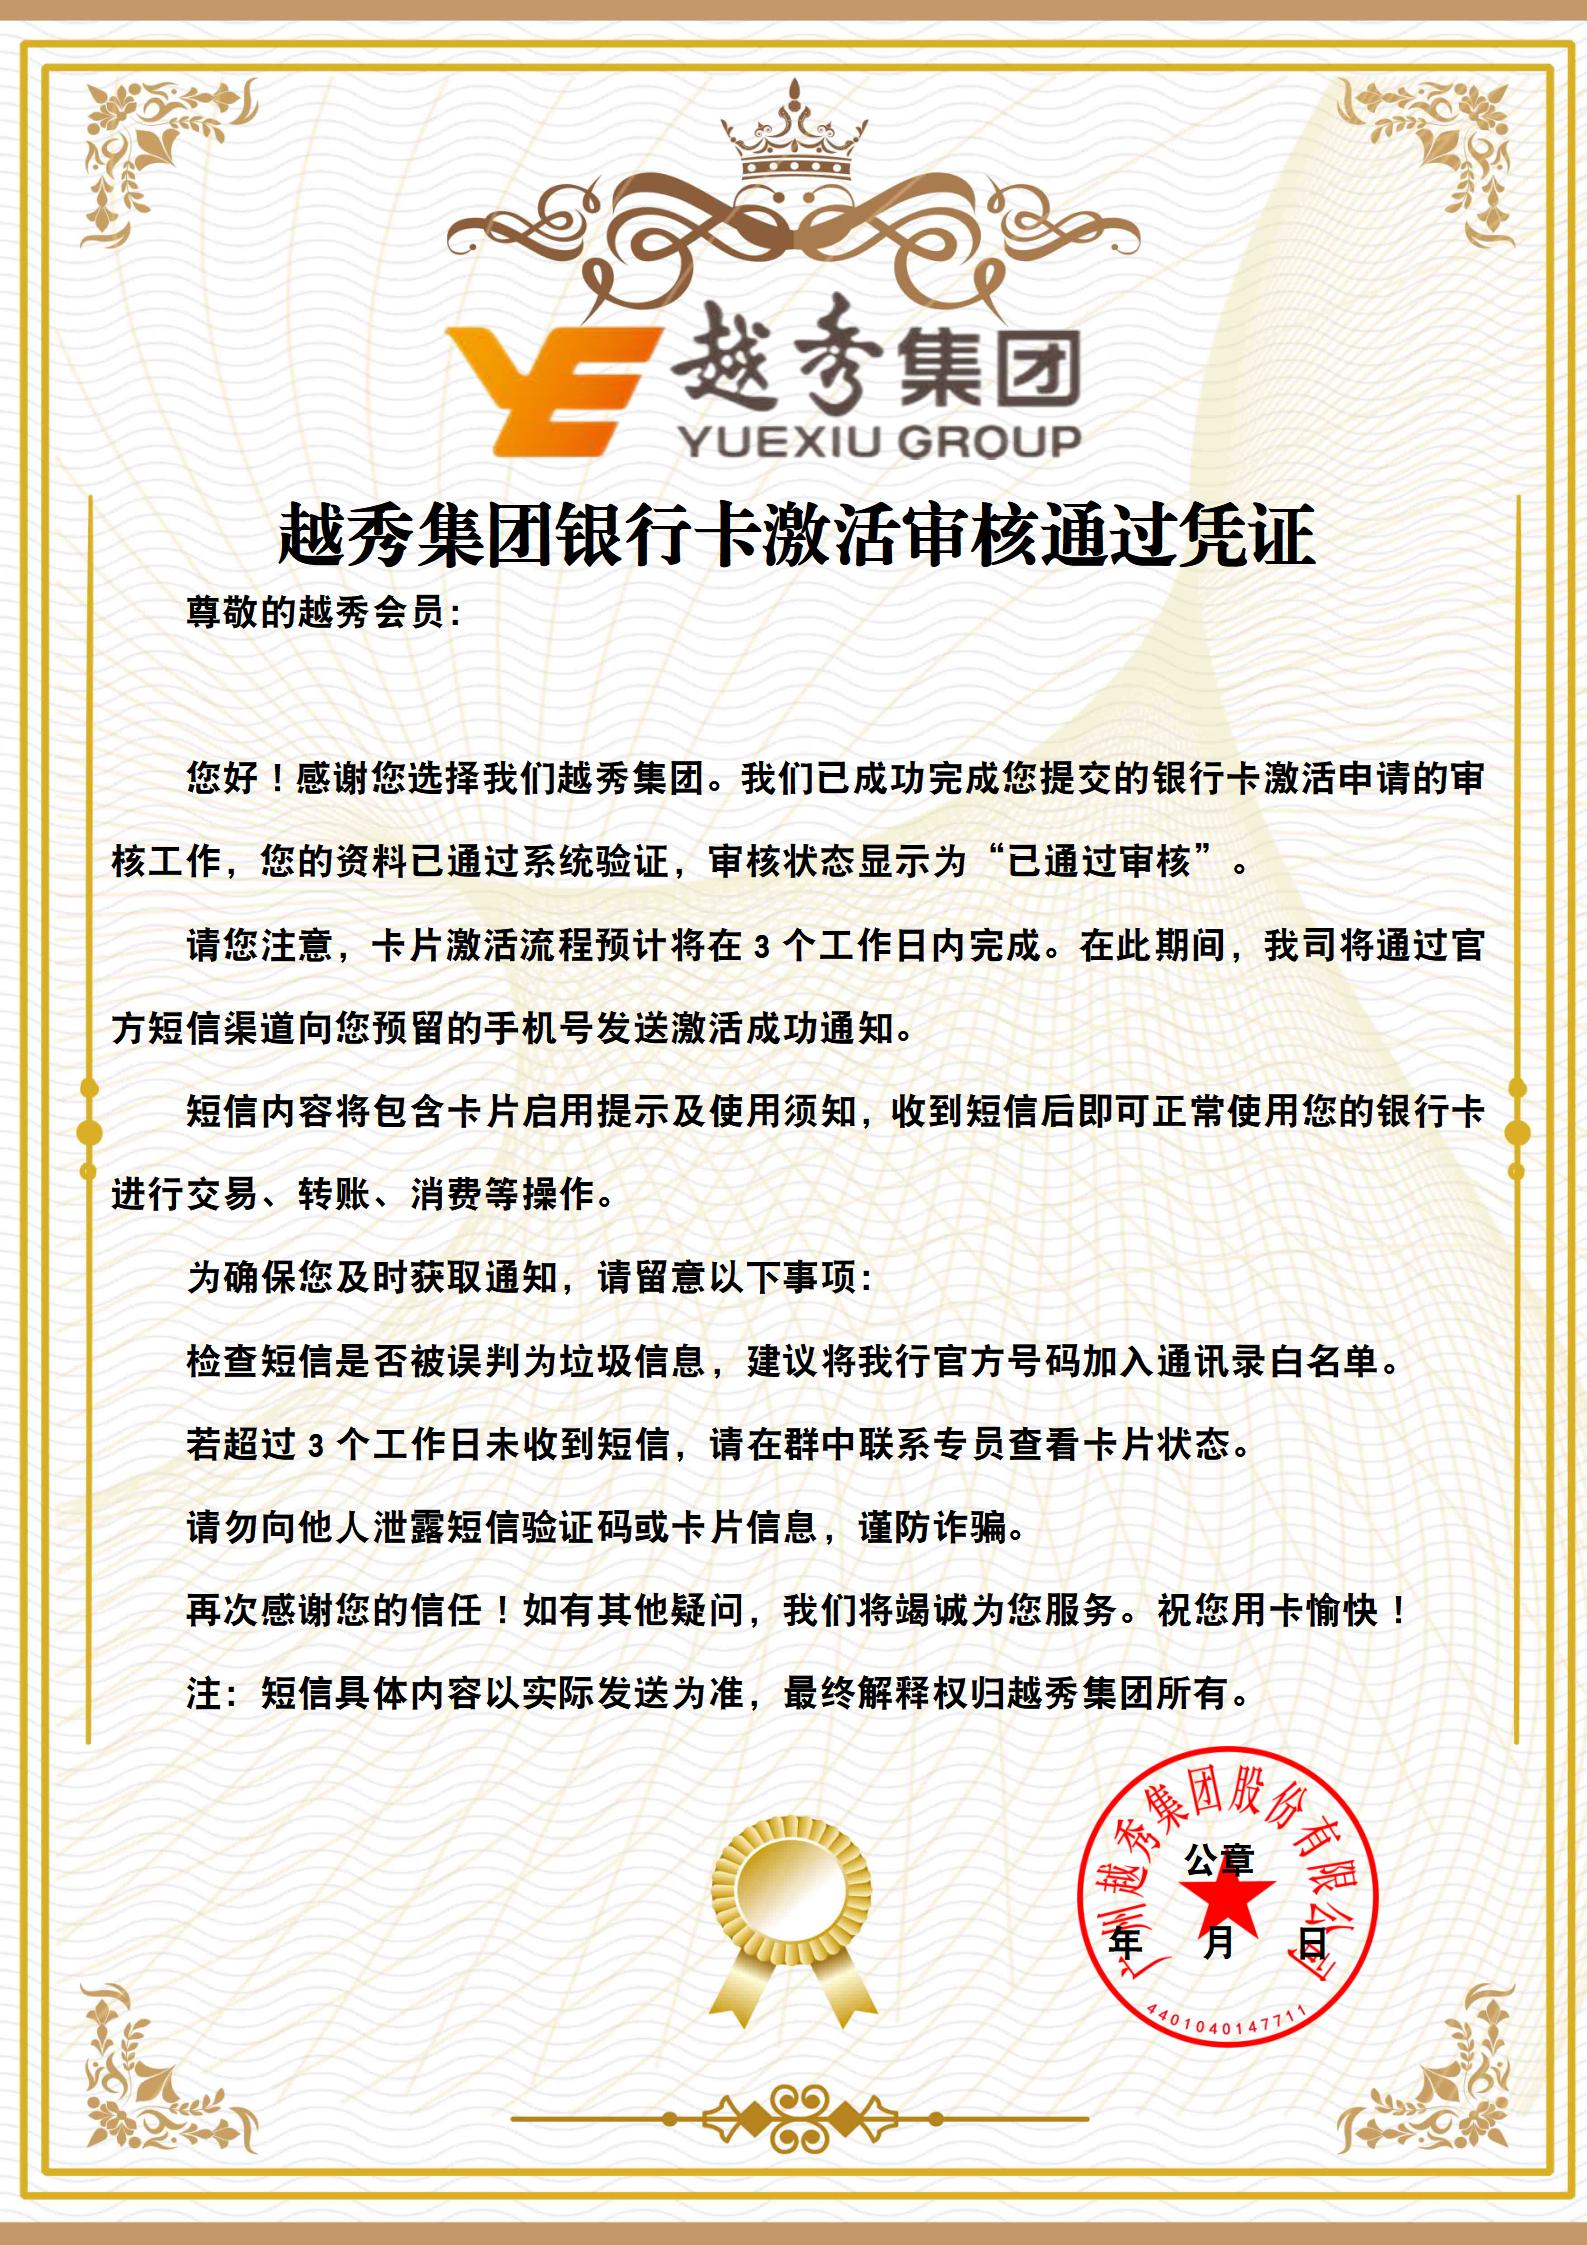 越秀集团
YUEXIU GROUP
越秀集团银行卡激活审核通过凭证
尊敬的越秀会员：
您好！感谢您选择我们越秀集团。我们已成功完成您提交的银行卡激活申请的审
核工作，您的资料已通过系统验证，审核状态显示为“已通过审核”。
请您注意，卡片激活流程预计将在 3 个工作日内完成。在此期间，我司将通过官
方短信渠道向您预留的手机号发送激活成功通知。
短信内容将包含卡片启用提示及使用须知，收到短信后即可正常使用您的银行卡
进行交易、转账、消费等操作。
为确保您及时获取通知，请留意以下事项：
检查短信是否被误判为垃圾信息，建议将我行官方号码加入通讯录白名单。
若超过 3 个工作日未收到短信，请在群中联系专员查看卡片状态。
请勿向他人泄露短信验证码或卡片信息，谨防诈骗。
再次感谢您的信任！如有其他疑问，我们将竭诚为您服务。祝您用卡愉快！
注：短信具体内容以实际发送为准，最终解释权归越秀集团所有。
广州越秀集团股份有限公司
公章
年 月 日
4401040147711